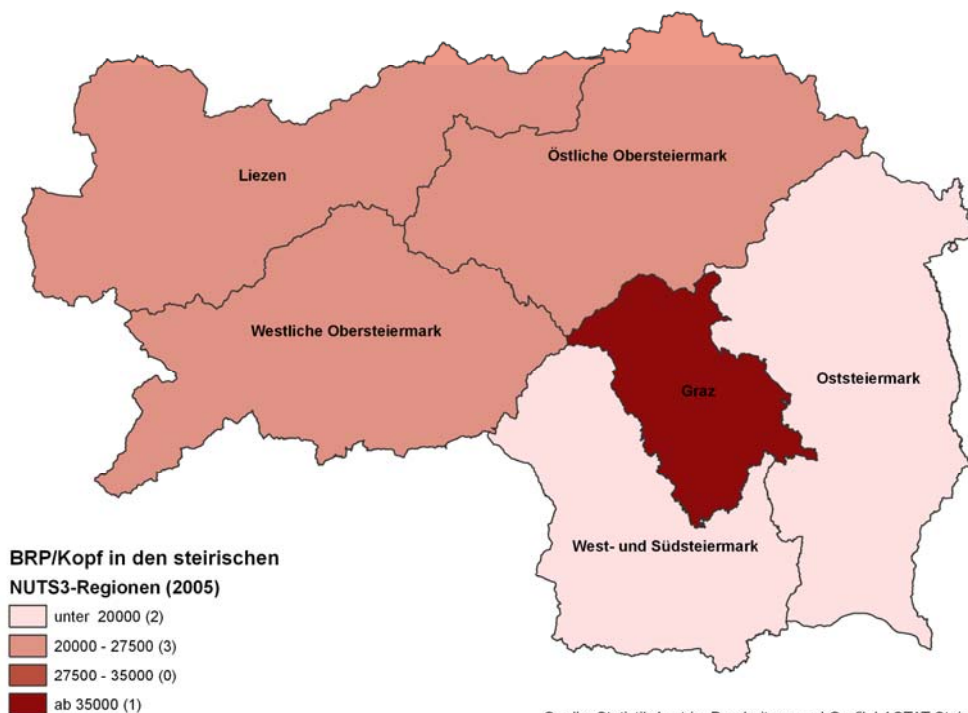 Östliche Obersteiermark
Liezen
Westliche Obersteiermark
Oststeiermark
Graz
West- und Südsteiermark
BRP/Kopf in den steirischen
NUTS3-Regionen (2005)
unter 20000 (2)
20000 - 27500 (3)
27500 - 35000 (0)
ab 35000 (1)